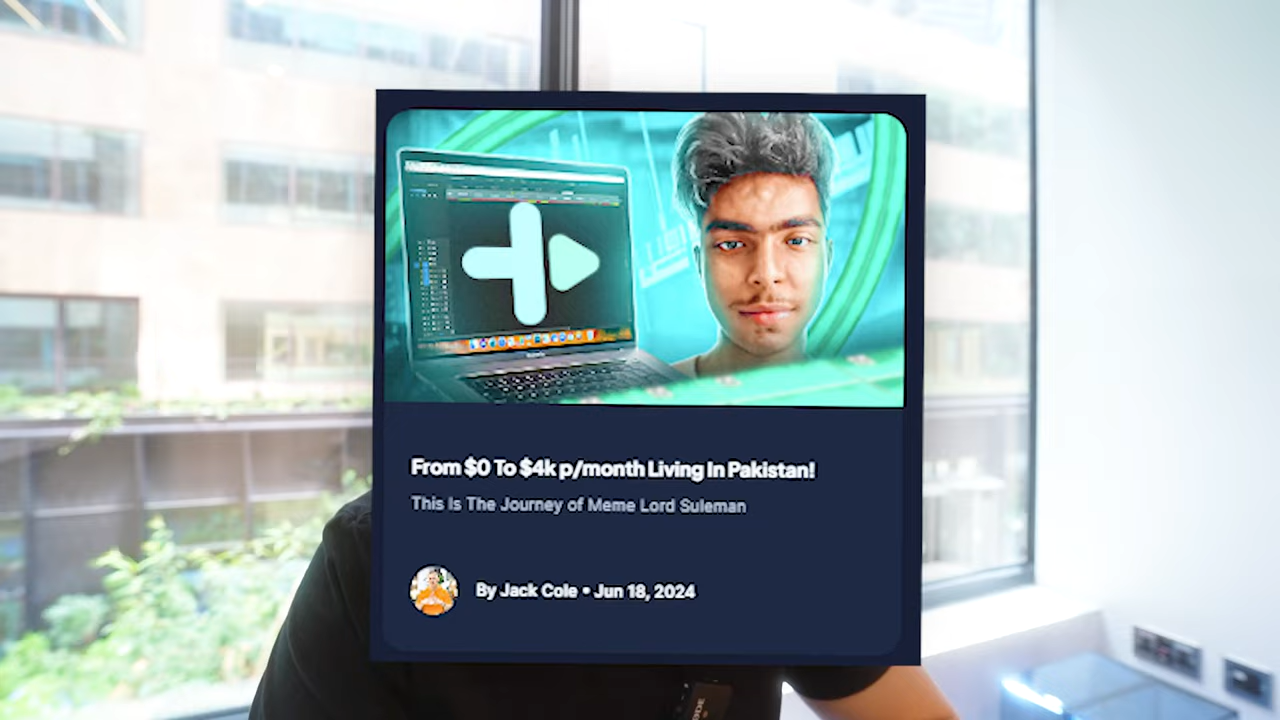 From $0 To $4k p/month Living In Pakistan!
This Is The Journey of Meme Lord Suleman
By Jack Cole • Jun 18, 2024